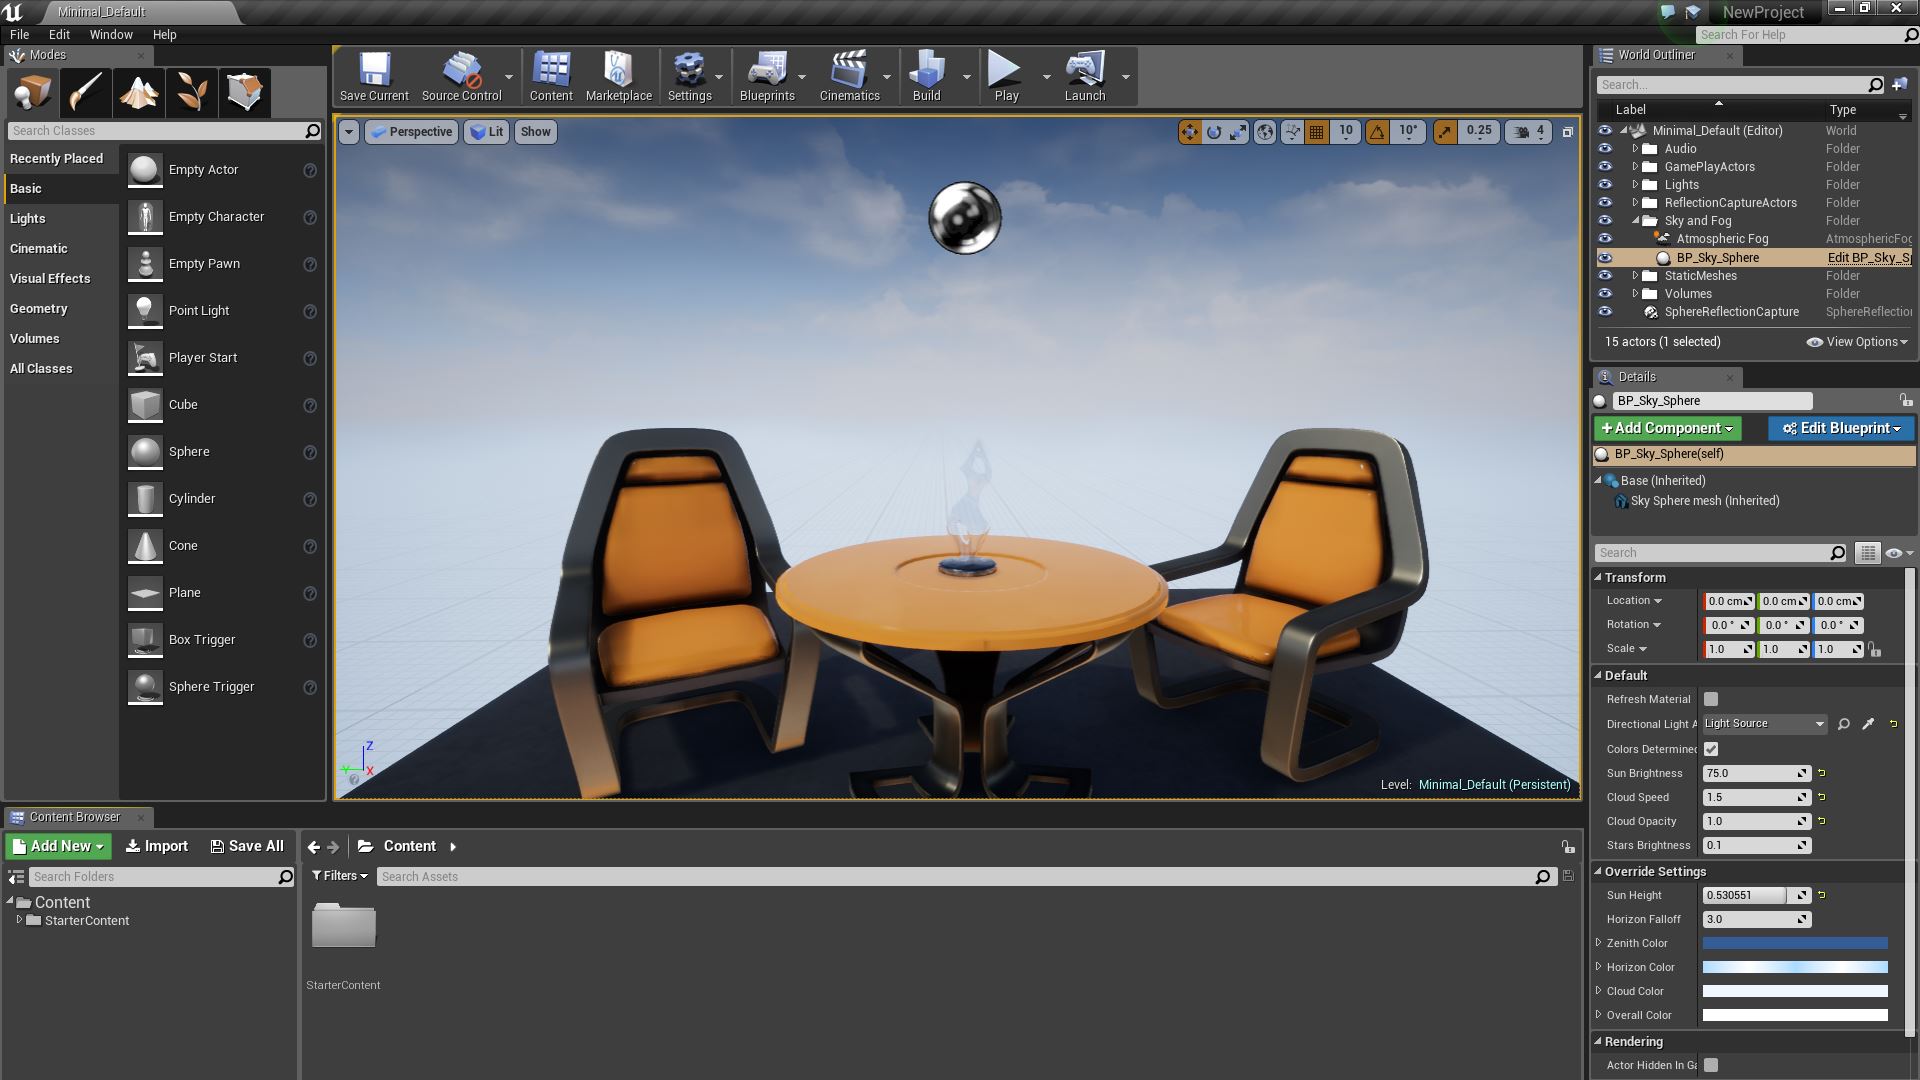 Minimal_Default
NewProject
File Edit Window Help
Search For Help
Modes
Search Classes
Recently Placed
Basic
Lights
Cinematic
Visual Effects
Geometry
Volumes
All Classes
Empty Actor
Empty Character
Empty Pawn
Point Light
Player Start
Cube
Sphere
Cylinder
Cone
Plane
Box Trigger
Sphere Trigger
Save Current Source Control Content Marketplace Settings Blueprints Cinematics Build Play Launch
Perspective Lit Show
10 10° 0.25 4
Z
Y X
Level: Minimal_Default (Persistent)
World Outliner
Search...
Label Type
Minimal_Default (Editor) World
Audio Folder
GamePlayActors Folder
Lights Folder
ReflectionCaptureActors Folder
Sky and Fog Folder
Atmospheric Fog AtmosphericFog
BP_Sky_Sphere Edit BP_Sky_S
StaticMeshes Folder
Volumes Folder
SphereReflectionCapture SphereReflection
15 actors (1 selected) View Options
Details
BP_Sky_Sphere
+Add Component Edit Blueprint
BP_Sky_Sphere(self)
Base (Inherited)
Sky Sphere mesh (Inherited)
Search
Transform
Location 0.0 cm 0.0 cm 0.0 cm
Rotation 0.0 ° 0.0 ° 0.0 °
Scale 1.0 1.0 1.0
Default
Refresh Material
Directional Light A Light Source
Colors Determined
Sun Brightness 75.0
Cloud Speed 1.5
Cloud Opacity 1.0
Stars Brightness 0.1
Override Settings
Sun Height 0.530551
Horizon Falloff 3.0
Zenith Color
Horizon Color
Cloud Color
Overall Color
Rendering
Actor Hidden In Ga
Content Browser
Add New Import Save All
Search Folders
Content
StarterContent
Content
Filters Search Assets
StarterContent